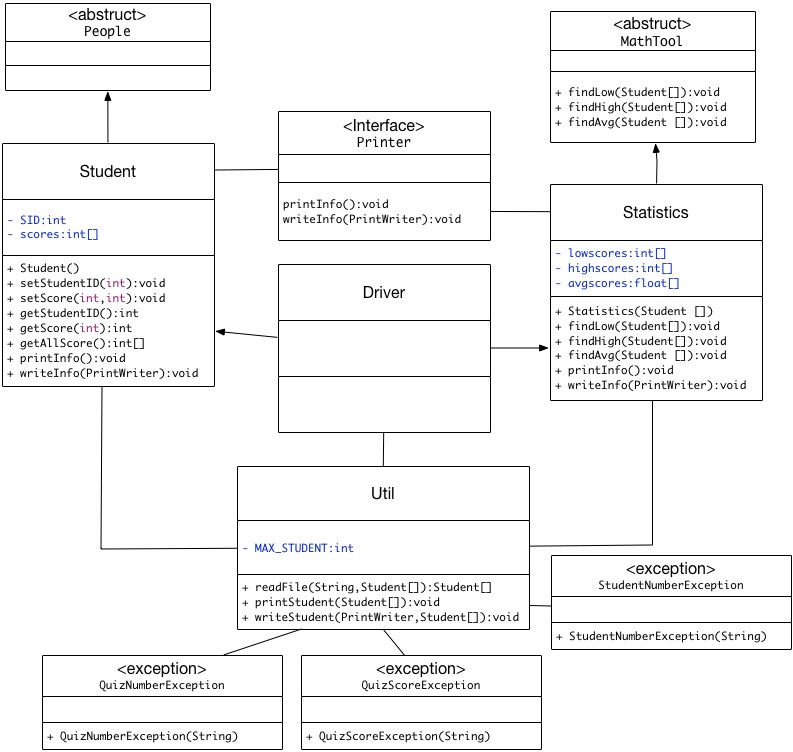 <abstruct>
People
<abstruct>
MathTool
+ findLow(Student[]):void
+ findHigh(Student[]):void
+ findAvg(Student []):void
<Interface>
Printer
printInfo():void
writeInfo(PrintWriter):void
Student
- SID:int
- scores:int[]
+ Student()
+ setStudentID(int):void
+ setScore(int,int):void
+ getStudentID():int
+ getScore(int):int
+ getAllScore():int[]
+ printInfo():void
+ writeInfo(PrintWriter):void
Statistics
- lowscores:int[]
- highscores:int[]
- avgscores:float[]
+ Statistics(Student [])
+ findLow(Student[]):void
+ findHigh(Student[]):void
+ findAvg(Student []):void
+ printInfo():void
+ writeInfo(PrintWriter):void
Driver
Util
- MAX_STUDENT:int
+ readFile(String,Student[]):Student[]
+ printStudent(Student[]):void
+ writeStudent(PrintWriter,Student[]):void
<exception>
StudentNumberException
+ StudentNumberException(String)
<exception>
QuizNumberException
+ QuizNumberException(String)
<exception>
QuizScoreException
+ QuizScoreException(String)